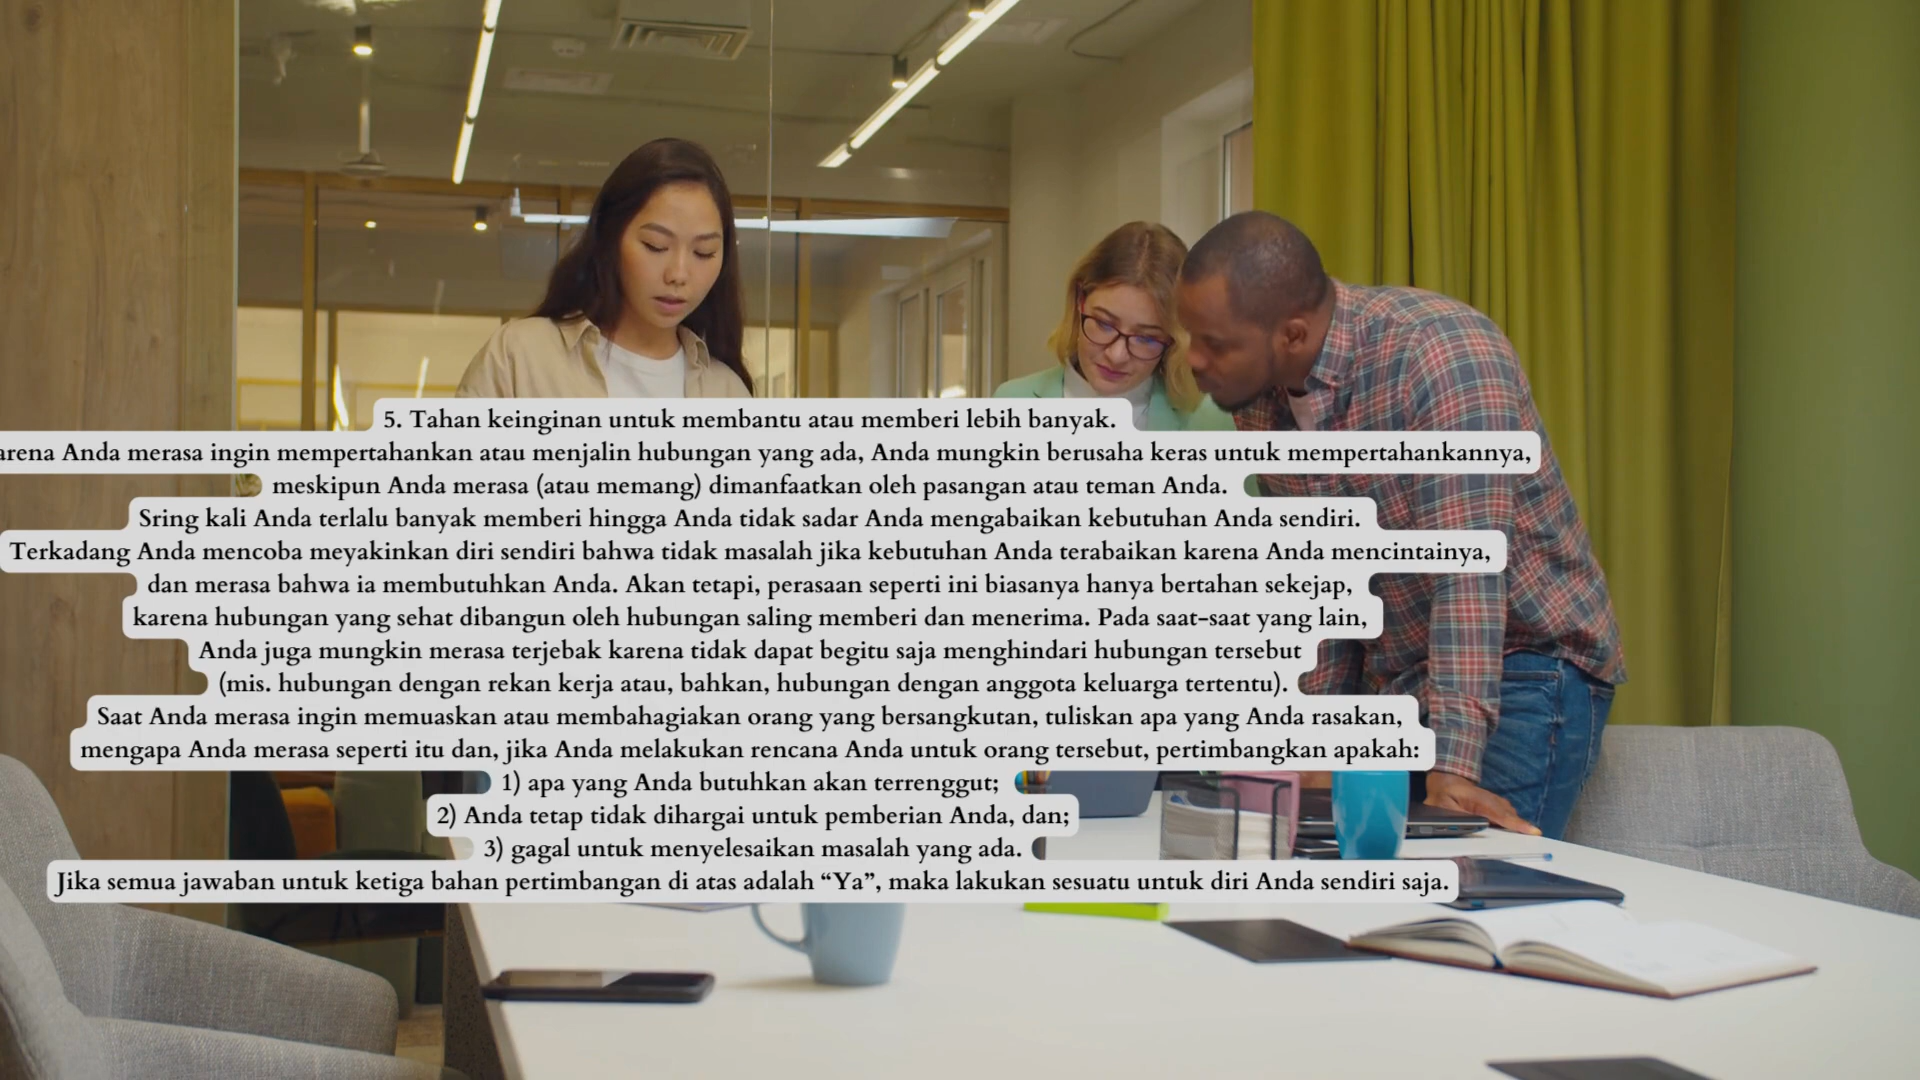 5. Tahan keinginan untuk membantu atau memberi lebih banyak.
arena Anda merasa ingin mempertahankan atau menjalin hubungan yang ada, Anda mungkin berusaha keras untuk mempertahankannya,
meskipun Anda merasa (atau memang) dimanfaatkan oleh pasangan atau teman Anda.
Sring kali Anda terlalu banyak memberi hingga Anda tidak sadar Anda mengabaikan kebutuhan Anda sendiri.
Terkadang Anda mencoba meyakinkan diri sendiri bahwa tidak masalah jika kebutuhan Anda terabaikan karena Anda mencintainya,
dan merasa bahwa ia membutuhkan Anda. Akan tetapi, perasaan seperti ini biasanya hanya bertahan sekejap,
karena hubungan yang sehat dibangun oleh hubungan saling memberi dan menerima. Pada saat-saat yang lain,
Anda juga mungkin merasa terjebak karena tidak dapat begitu saja menghindari hubungan tersebut
(mis. hubungan dengan rekan kerja atau, bahkan, hubungan dengan anggota keluarga tertentu).
Saat Anda merasa ingin memuaskan atau membahagiakan orang yang bersangkutan, tuliskan apa yang Anda rasakan,
mengapa Anda merasa seperti itu dan, jika Anda melakukan rencana Anda untuk orang tersebut, pertimbangkan apakah:
1) apa yang Anda butuhkan akan terrenggut;
2) Anda tetap tidak dihargai untuk pemberian Anda, dan;
3) gagal untuk menyelesaikan masalah yang ada.
Jika semua jawaban untuk ketiga bahan pertimbangan di atas adalah “Ya”, maka lakukan sesuatu untuk diri Anda sendiri saja.